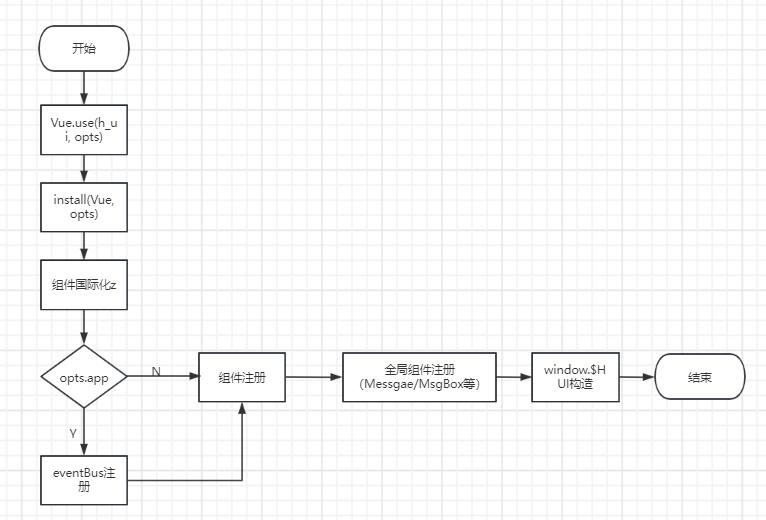 开始
Vue.use(h_u
i, opts)
install(Vue,
opts)
组件国际化z
opts.app
N
组件注册
全局组件注册
（Messgae/MsgBox等）
window.$H
UI构造
结束
Y
eventBus注
册